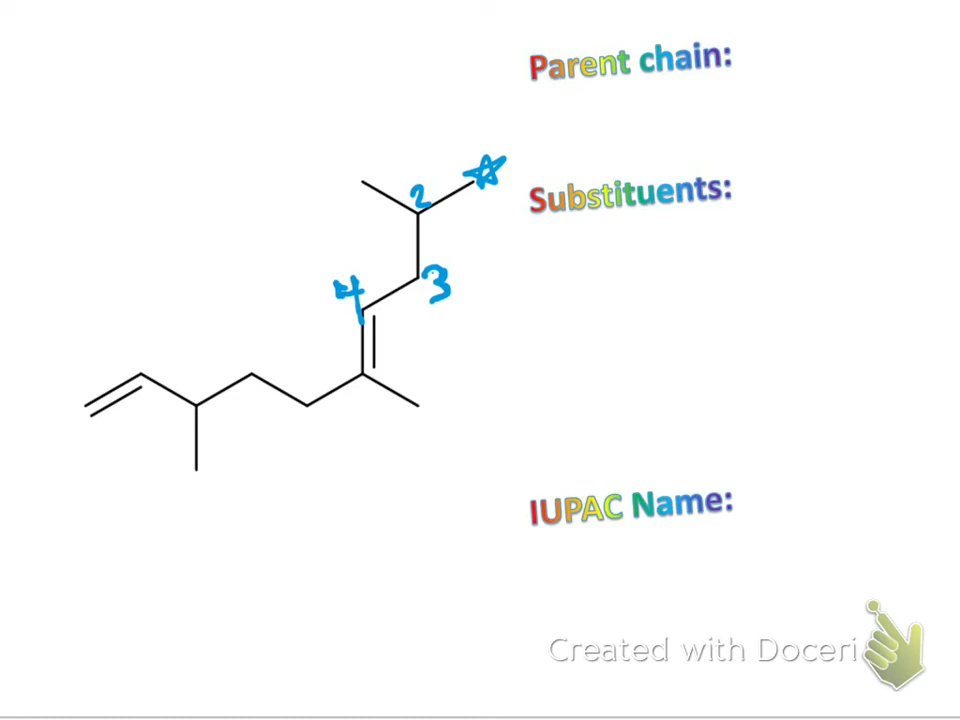 Parent chain:
Substituents:
2
3
4
IUPAC Name:
Created with Doceri